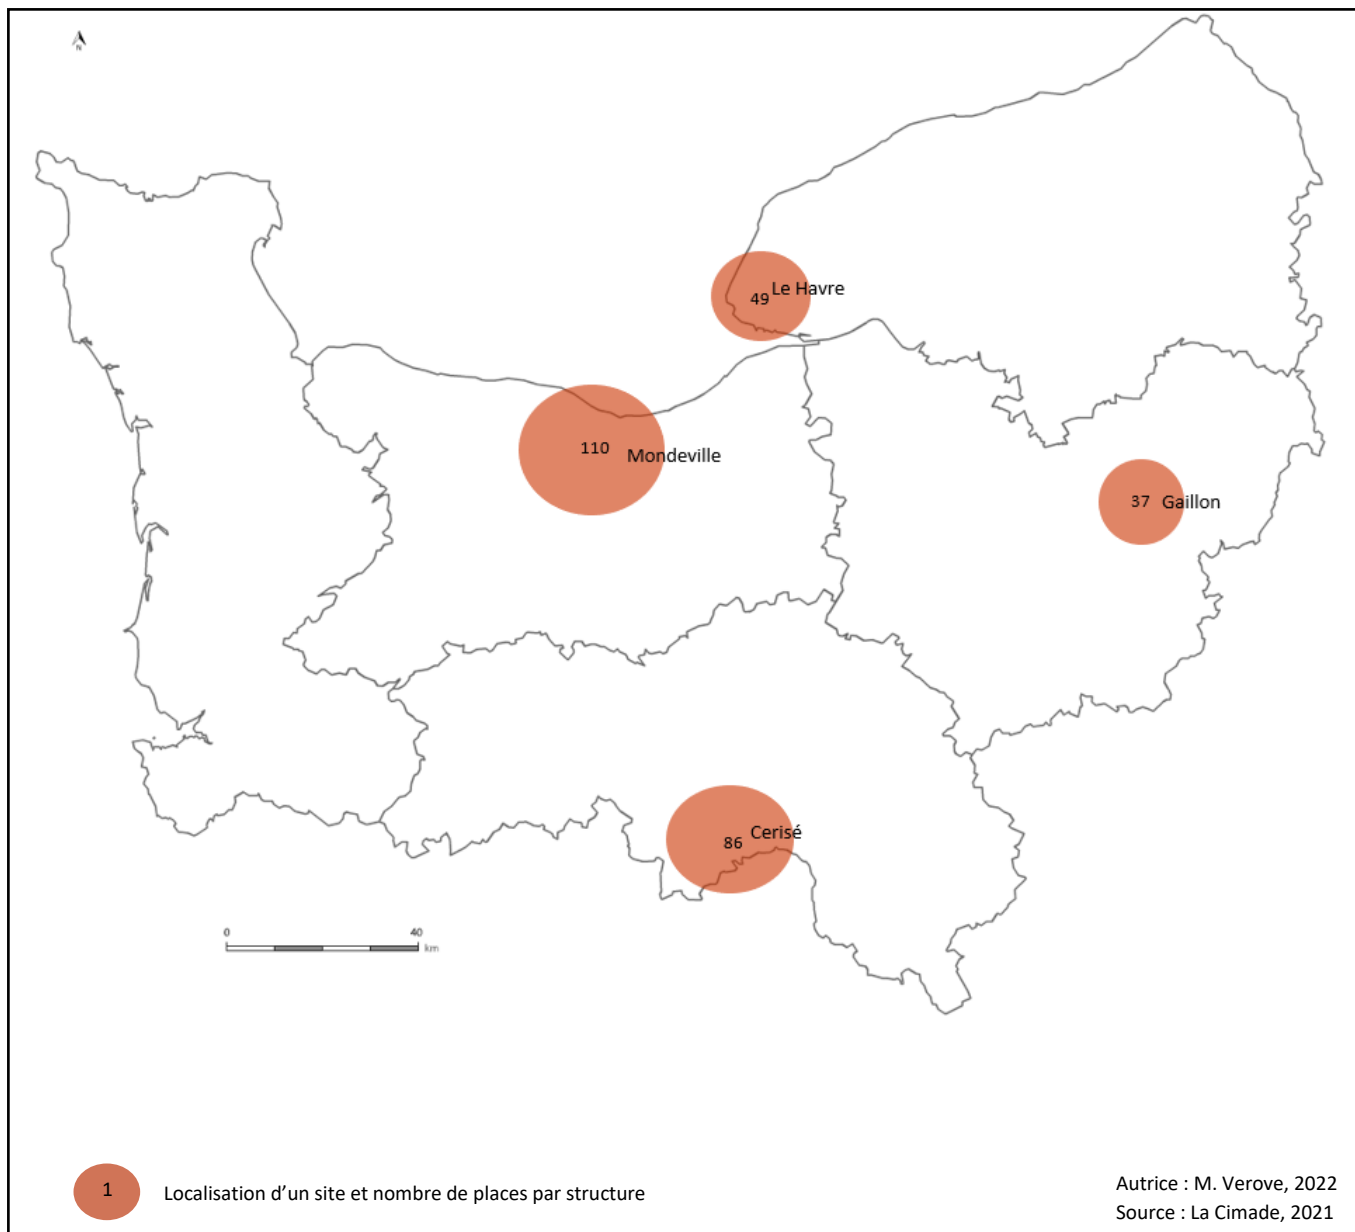 N
49 Le Havre
110 Mondeville
37 Gaillon
86 Cerisé
0 40
km
1 Localisation d’un site et nombre de places par structure
Autrice : M. Verove, 2022
Source : La Cimade, 2021